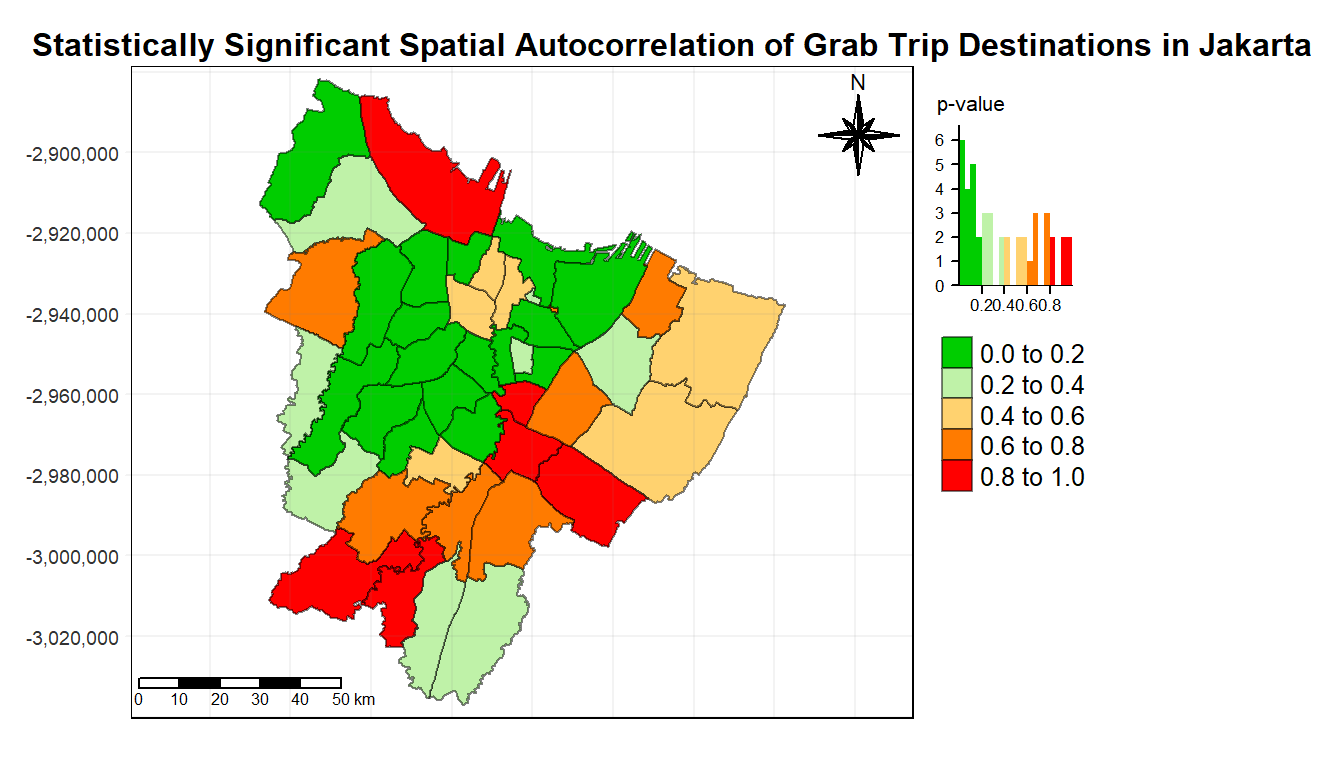 Statistically Significant Spatial Autocorrelation of Grab Trip Destinations in Jakarta
N
p-value
6
5
4
3
2
1
0
0.20.40.60.8
0.0 to 0.2
0.2 to 0.4
0.4 to 0.6
0.6 to 0.8
0.8 to 1.0
-2,900,000
-2,920,000
-2,940,000
-2,960,000
-2,980,000
-3,000,000
-3,020,000
0 10 20 30 40 50 km